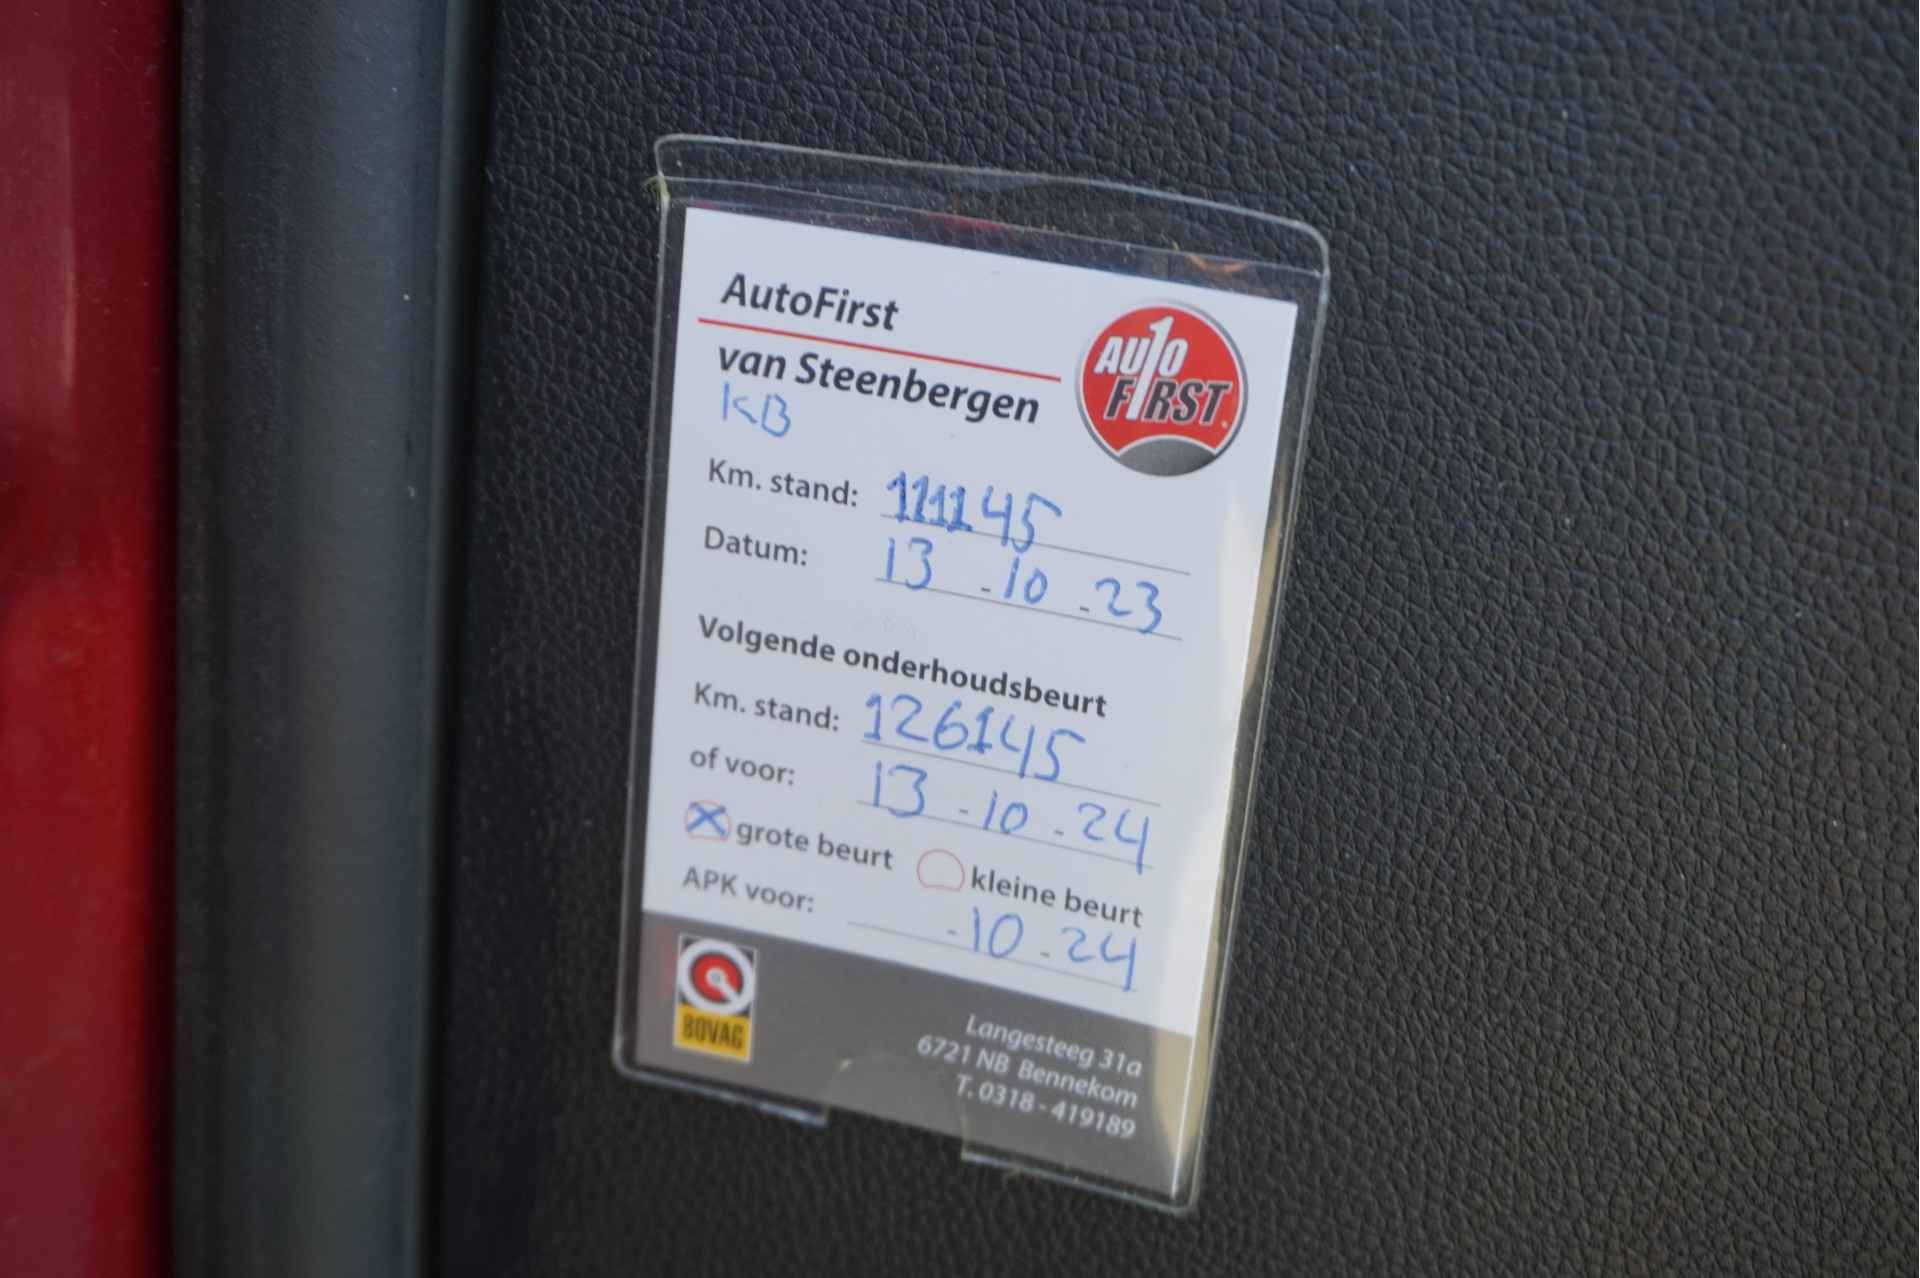 AutoFirst
van Steenbergen
AUTO
FIRST
KB
Km. stand: 111145
Datum: 13 - 10 - 23
Volgende onderhoudsbeurt
Km. stand: 126145
of voor: 13 - 10 - 24
grote beurt kleine beurt
APK voor: - 10 - 24
BOVAG
Langesteeg 31a
6721 NB Bennekom
T. 0318 - 419189